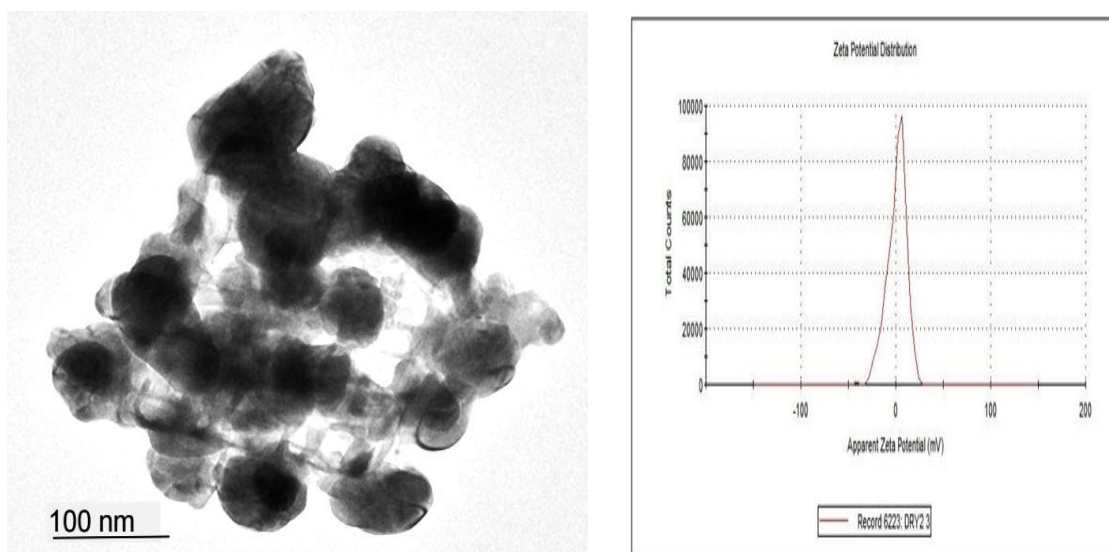 100 nm
Zeta Potential Distribution
Total Counts
100000
80000
60000
40000
20000
0
-100 0 100 200
Apparent Zeta Potential (mV)
Record 6223: DRY2 3